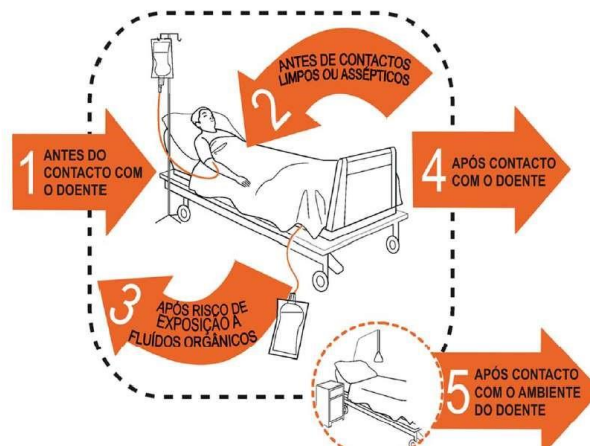 1
ANTES DO
CONTACTO COM
O DOENTE
2
ANTES DE CONTACTOS
LIMPOS OU ASSÉPTICOS
3
APÓS RISCO DE
EXPOSIÇÃO A
FLUÍDOS ORGÂNICOS
4
APÓS CONTACTO
COM O DOENTE
5
APÓS CONTACTO
COM O AMBIENTE
DO DOENTE